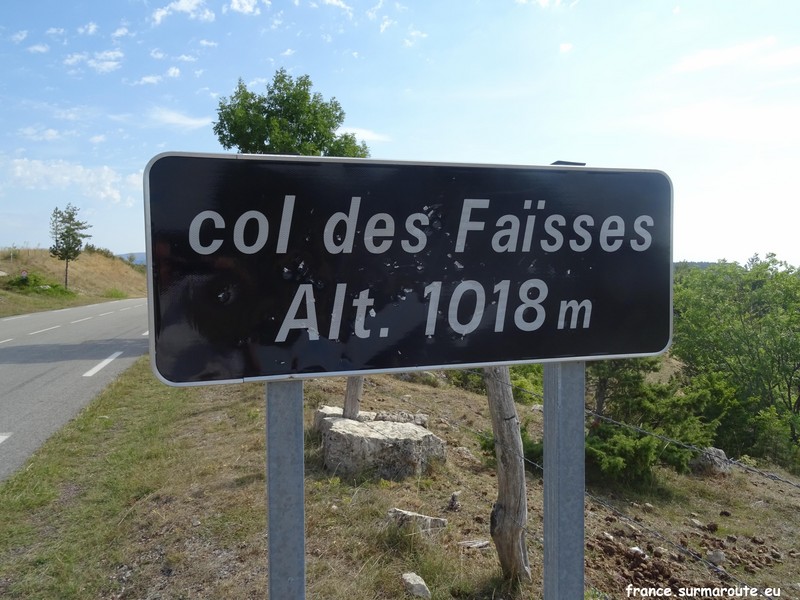 col des Faïsses
Alt. 1018 m
france.surmaroute.eu